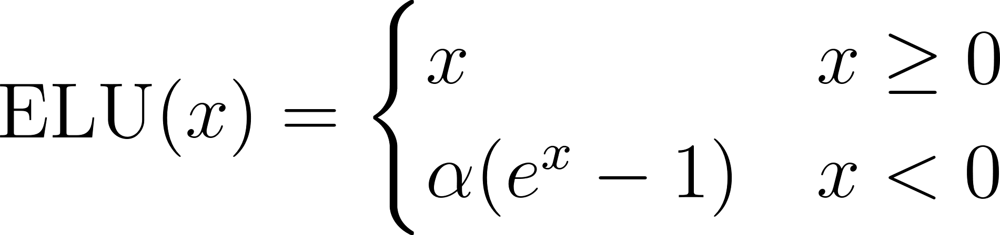 ELU(x) = { x x ≥ 0
α(e^x − 1) x < 0